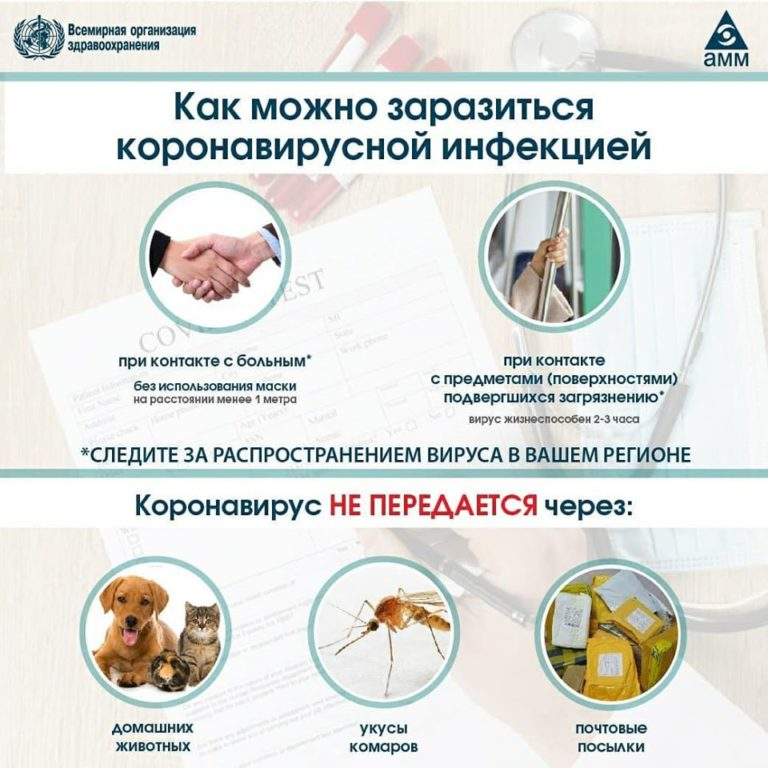 Всемирная организация
здравоохранения
амм
Как можно заразиться
коронавирусной инфекцией
COV
TEST
при контакте с больным*
без использования маски
на расстоянии менее 1 метра
при контакте
с предметами (поверхностями)
подвергшихся загрязнению*
вирус жизнеспособен 2-3 часа
*СЛЕДИТЕ ЗА РАСПРОСТРАНЕНИЕМ ВИРУСА В ВАШЕМ РЕГИОНЕ
Коронавирус НЕ ПЕРЕДАЕТСЯ через:
домашних
животных
укусы
комаров
почтовые
посылки